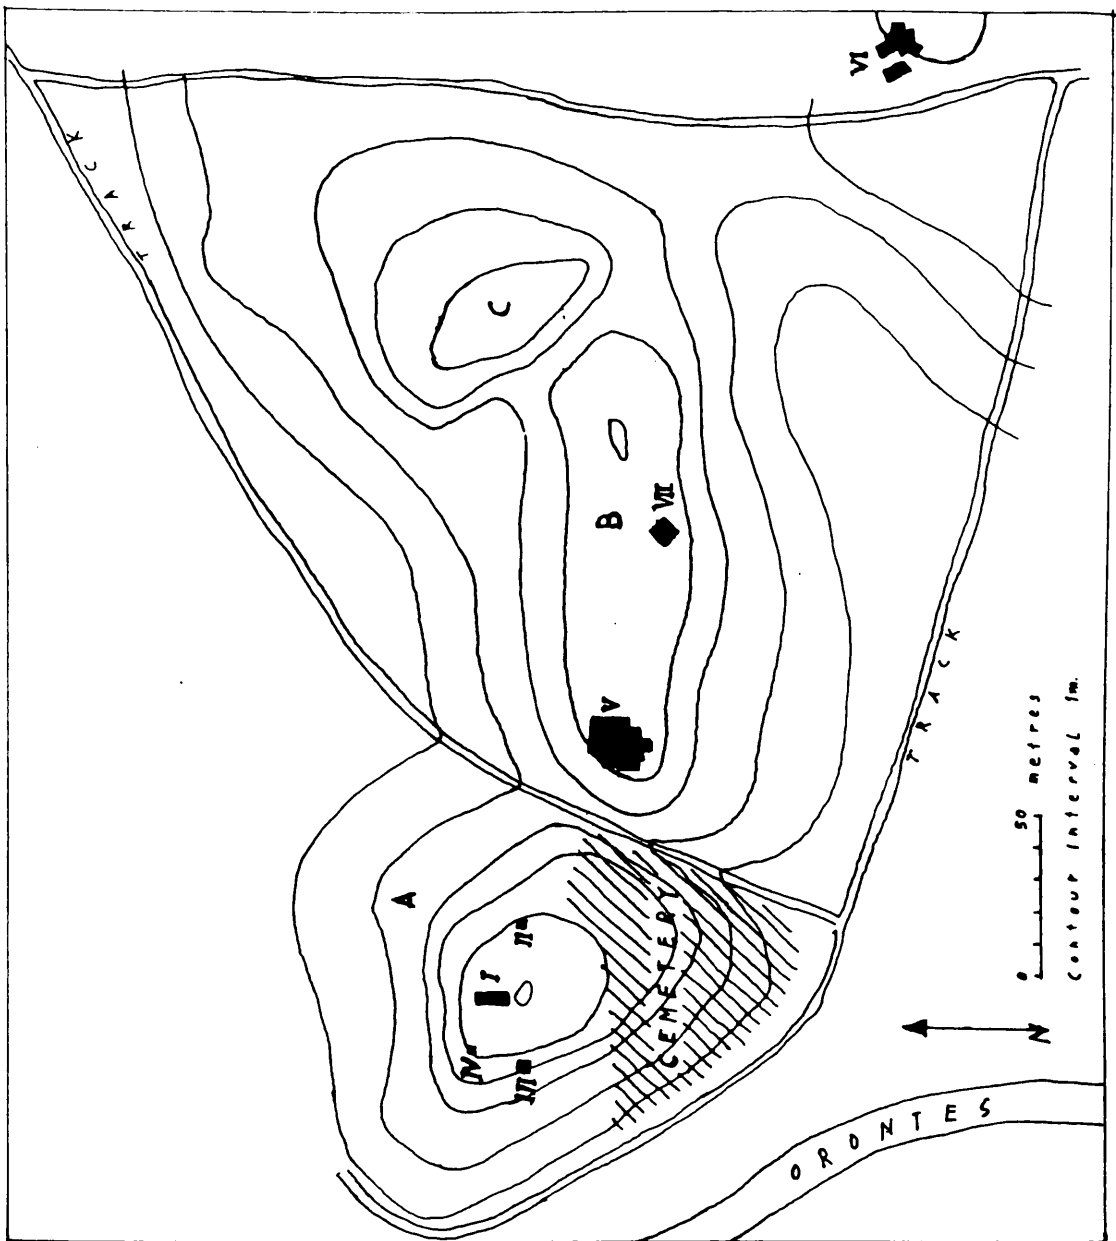 TRACK
VI
C
B
VII
V
TRACK
A
I
II
IV
III
CEMETERY
ORONTES
N
0 50 metres
Contour Interval 1m.